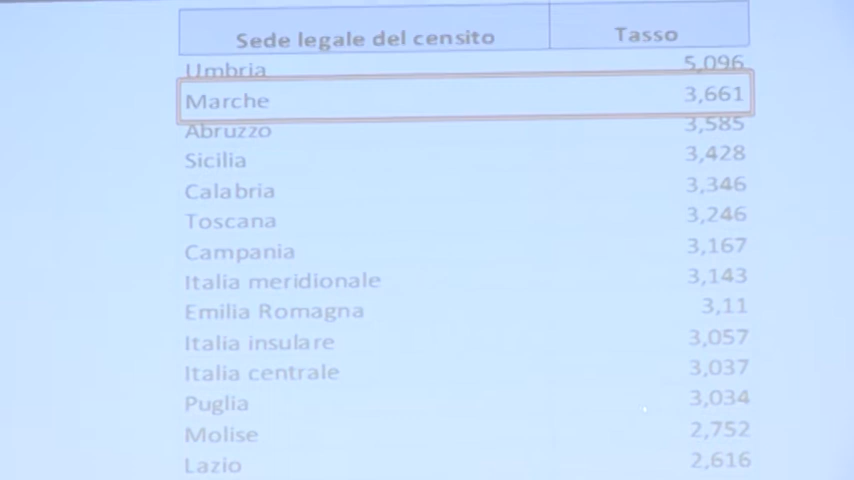 Sede legale del censito Tasso
Umbria 5,096
Marche 3,661
Abruzzo 3,585
Sicilia 3,428
Calabria 3,346
Toscana 3,246
Campania 3,167
Italia meridionale 3,143
Emilia Romagna 3,11
Italia insulare 3,057
Italia centrale 3,037
Puglia 3,034
Molise 2,752
Lazio 2,616